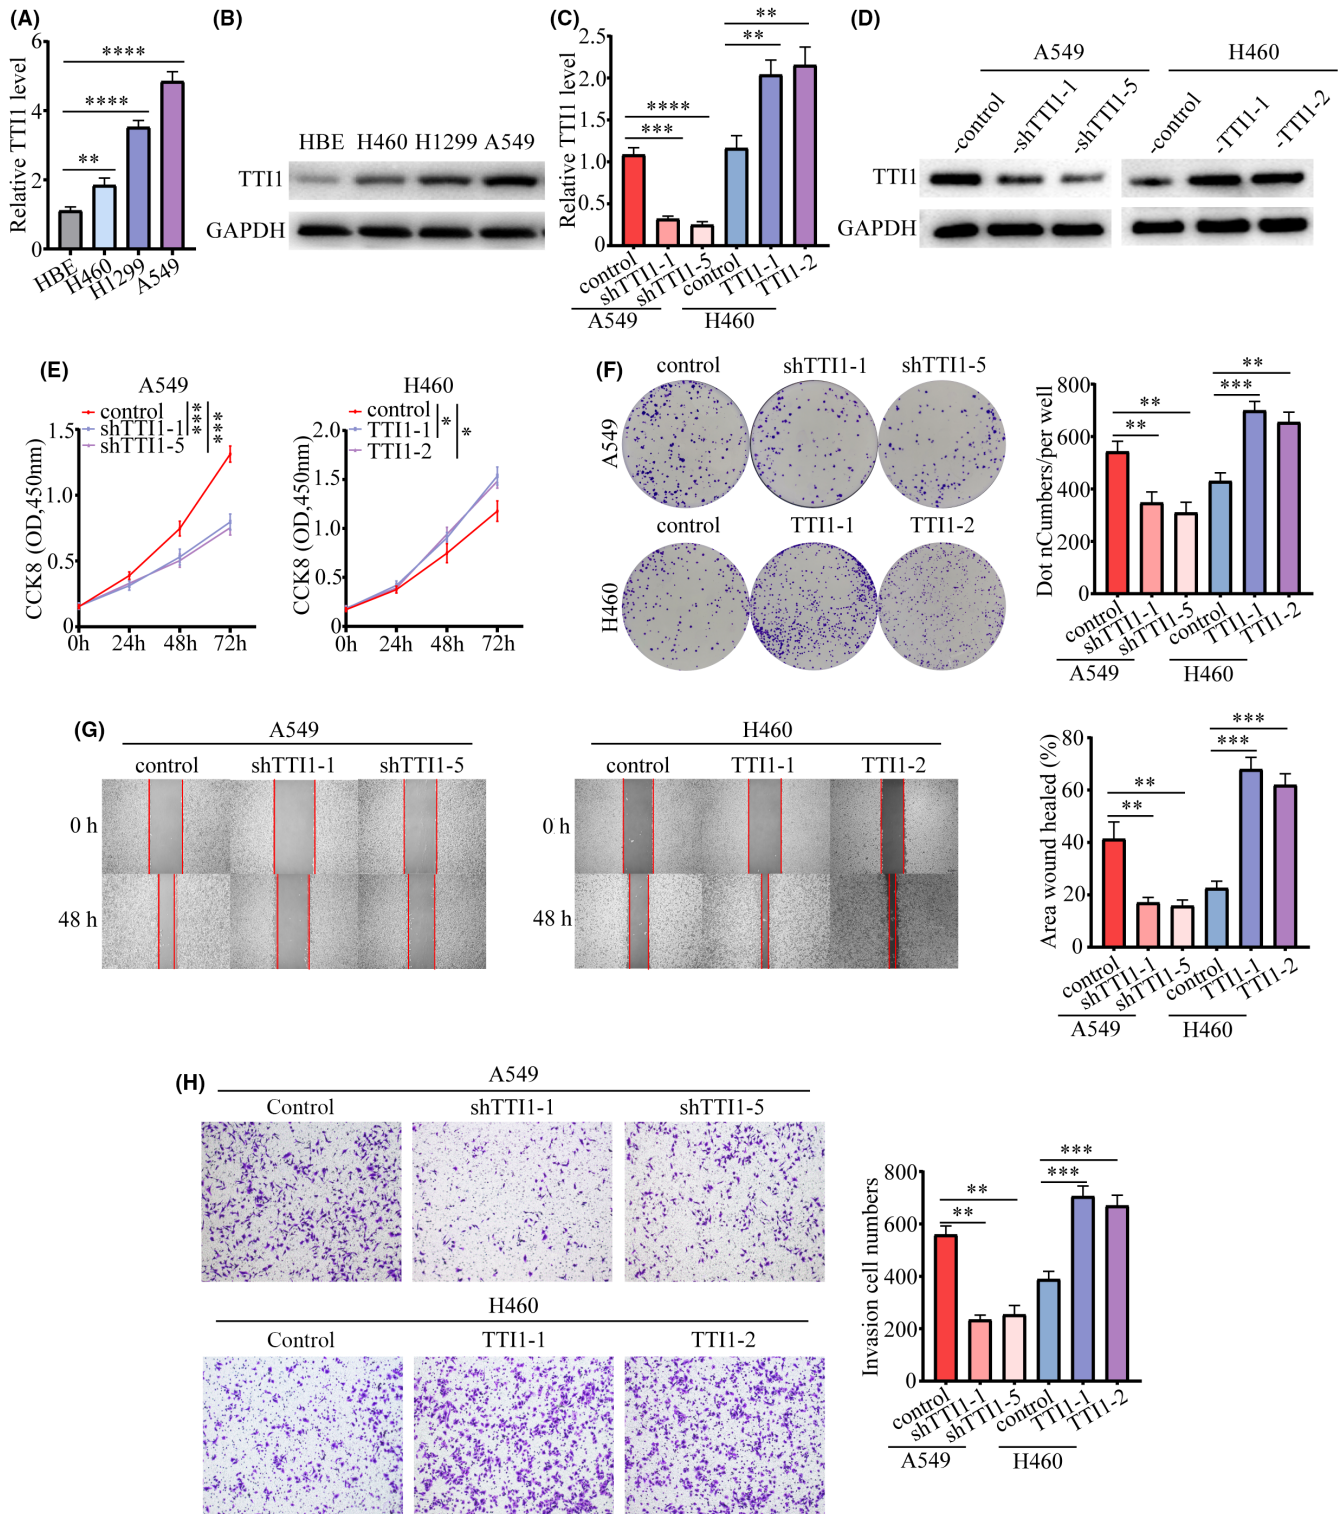 (A)
Relative TTI1 level
6
4
2
0
****
****
**
HBE
H460
H1299
A549
(B)
HBE H460 H1299 A549
TTI1
GAPDH
(C)
Relative TTI1 level
2.5
2.0
1.5
1.0
0.5
0
****
***
**
**
control
shTTI1-1
shTTI1-5
control
TTI1-1
TTI1-2
A549 H460
(D)
A549 H460
-control
-shTTI1-1
-shTTI1-5
-control
-TTI1-1
-TTI1-2
TTI1
GAPDH
(E)
A549
control
shTTI1-1
shTTI1-5
****
****
CCK8 (OD,450nm)
1.5
1.0
0.5
0
0h 24h 48h 72h
H460
control
TTI1-1
TTI1-2
*
*
CCK8 (OD,450nm)
2.0
1.5
1.0
0.5
0
0h 24h 48h 72h
(F)
control shTTI1-1 shTTI1-5
A549
control TTI1-1 TTI1-2
H460
Dot nCumbers/per well
800
600
400
200
0
**
**
***
**
control
shTTI1-1
shTTI1-5
control
TTI1-1
TTI1-2
A549 H460
(G)
A549
control shTTI1-1 shTTI1-5
0 h
48 h
H460
control TTI1-1 TTI1-2
0 h
48 h
Area wound healed (%)
80
60
40
20
0
**
**
***
***
control
shTTI1-1
shTTI1-5
control
TTI1-1
TTI1-2
A549 H460
(H)
A549
Control shTTI1-1 shTTI1-5
H460
Control TTI1-1 TTI1-2
Invasion cell numbers
800
600
400
200
0
**
**
***
***
control
shTTI1-1
shTTI1-5
control
TTI1-1
TTI1-2
A549 H460